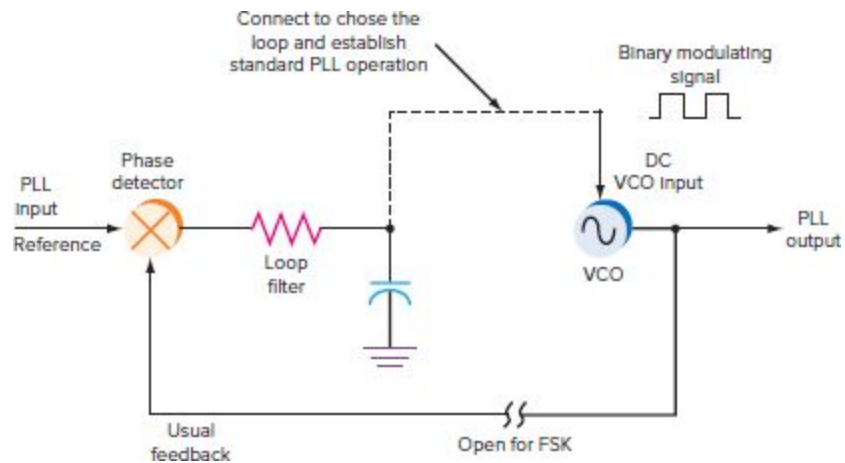 Connect to chose the
loop and establish
standard PLL operation
Binary modulating
signal
Phase
detector
PLL
Input
Reference
DC
VCO Input
PLL
output
Loop
filter
VCO
Usual
feedback
Open for FSK